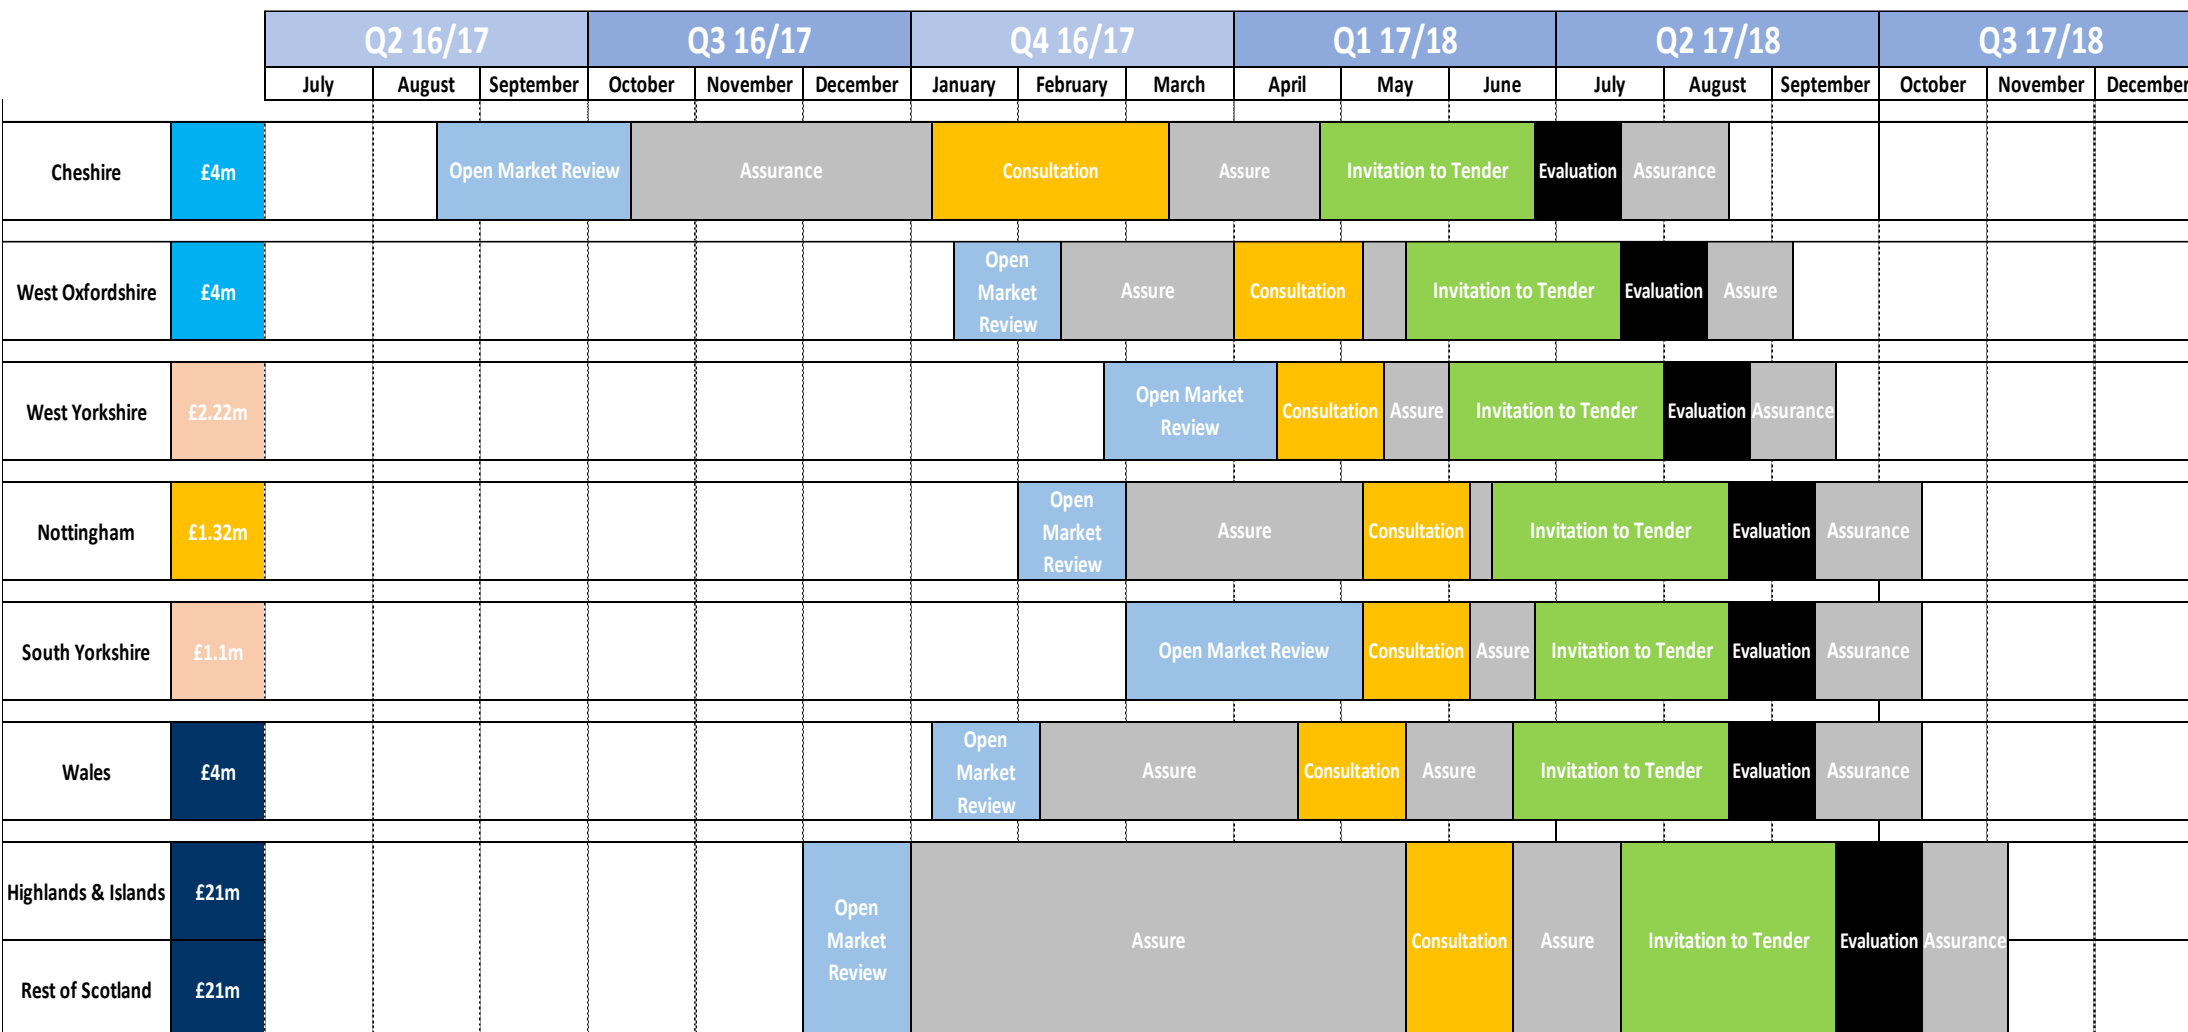 Q2 16/17 Q3 16/17 Q4 16/17 Q1 17/18 Q2 17/18 Q3 17/18
July August September October November December January February March April May June July August September October November December
Cheshire £4m Open Market Review Assurance Consultation Assure Invitation to Tender Evaluation Assurance
West Oxfordshire £4m Open Market Review Assure Consultation Invitation to Tender Evaluation Assure
West Yorkshire £2.22m Open Market Review Consultation Assure Invitation to Tender Evaluation Assurance
Nottingham £1.32m Open Market Review Assure Consultation Invitation to Tender Evaluation Assurance
South Yorkshire £1.1m Open Market Review Consultation Assure Invitation to Tender Evaluation Assurance
Wales £4m Open Market Review Assure Consultation Assure Invitation to Tender Evaluation Assurance
Highlands & Islands £21m
Open Market Review Assure Consultation Assure Invitation to Tender Evaluation Assurance
Rest of Scotland £21m